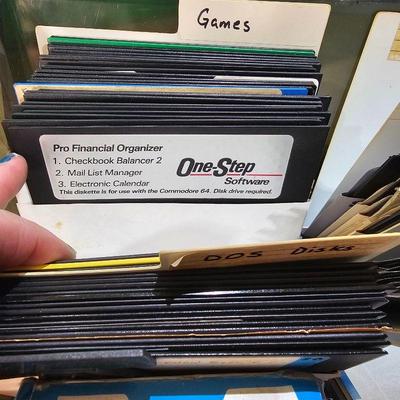 Games
Pro Financial Organizer
1. Checkbook Balancer 2
2. Mail List Manager
3. Electronic Calendar
One-Step
Software
This diskette is for use with the Commodore 64. Disk drive required.
DOS Disks